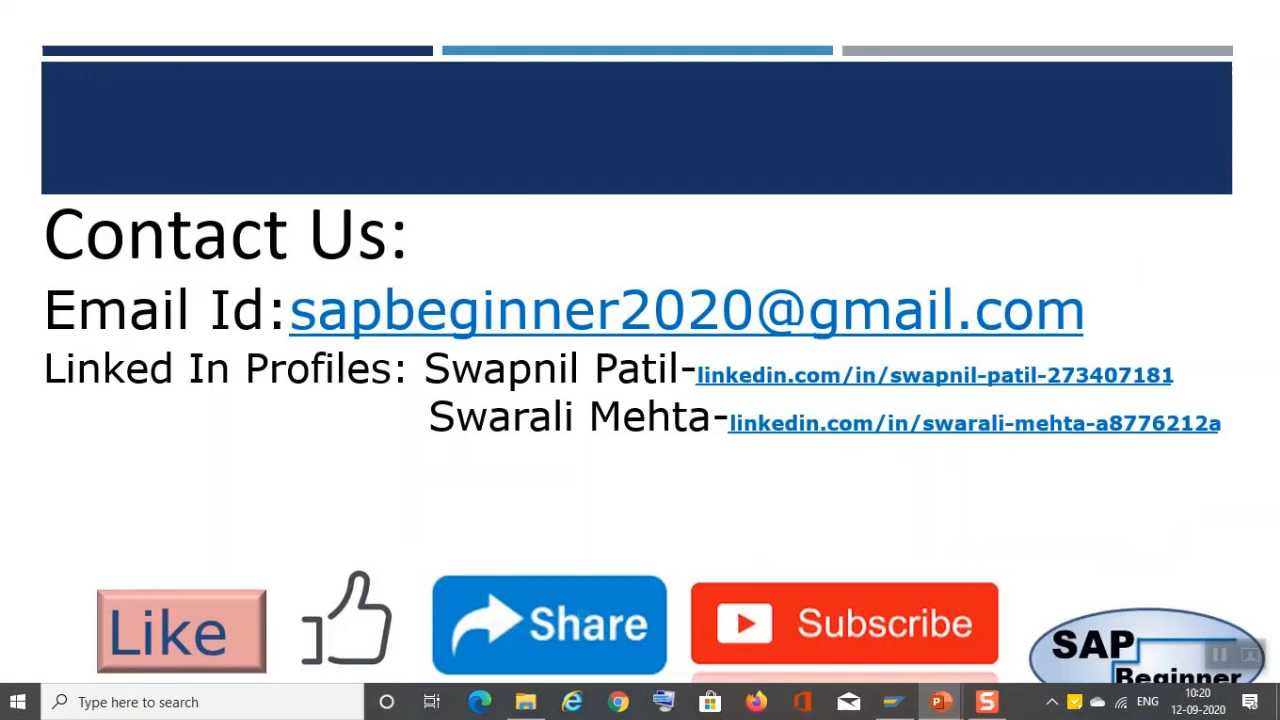 Contact Us:
Email Id:sapbeginner2020@gmail.com
Linked In Profiles: Swapnil Patil-linkedin.com/in/swapnil-patil-273407181
Swarali Mehta-linkedin.com/in/swarali-mehta-a8776212a
Like
Share
Subscribe
SAP
Beginner
Type here to search
ENG
10:20
12-09-2020